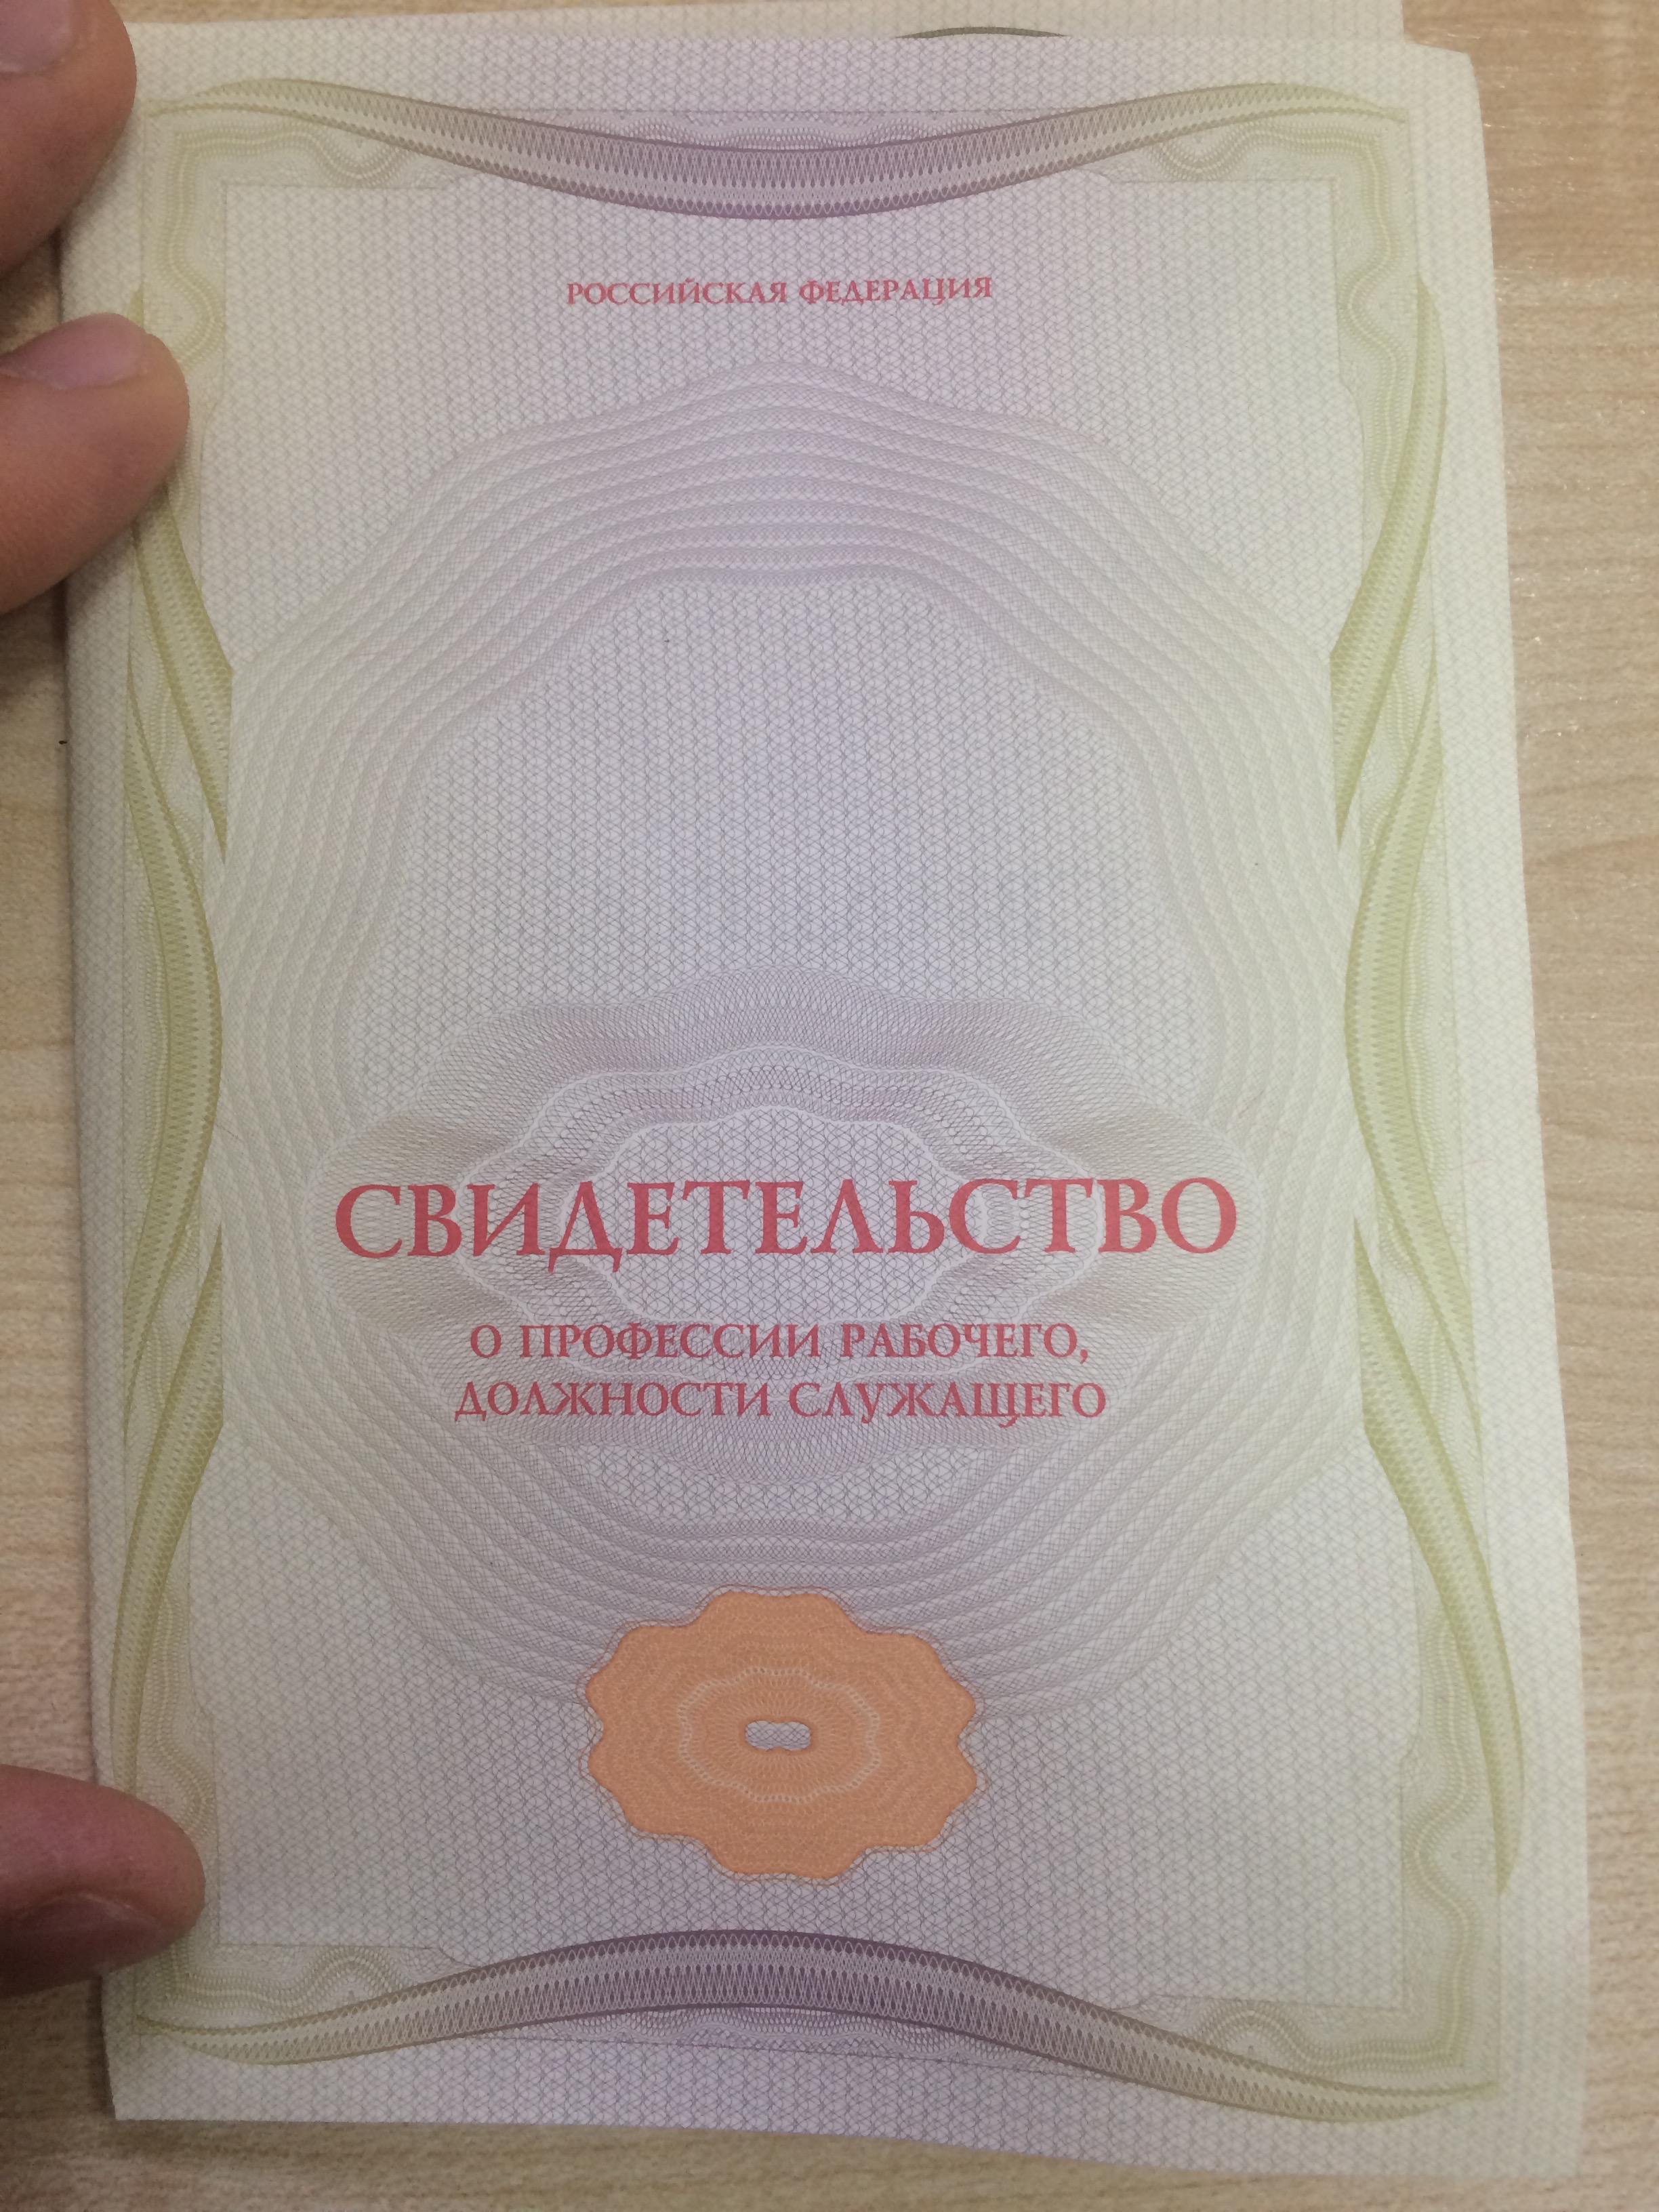 РОССИЙСКАЯ ФЕДЕРАЦИЯ
СВИДЕТЕЛЬСТВО
О ПРОФЕССИИ РАБОЧЕГО,
ДОЛЖНОСТИ СЛУЖАЩЕГО